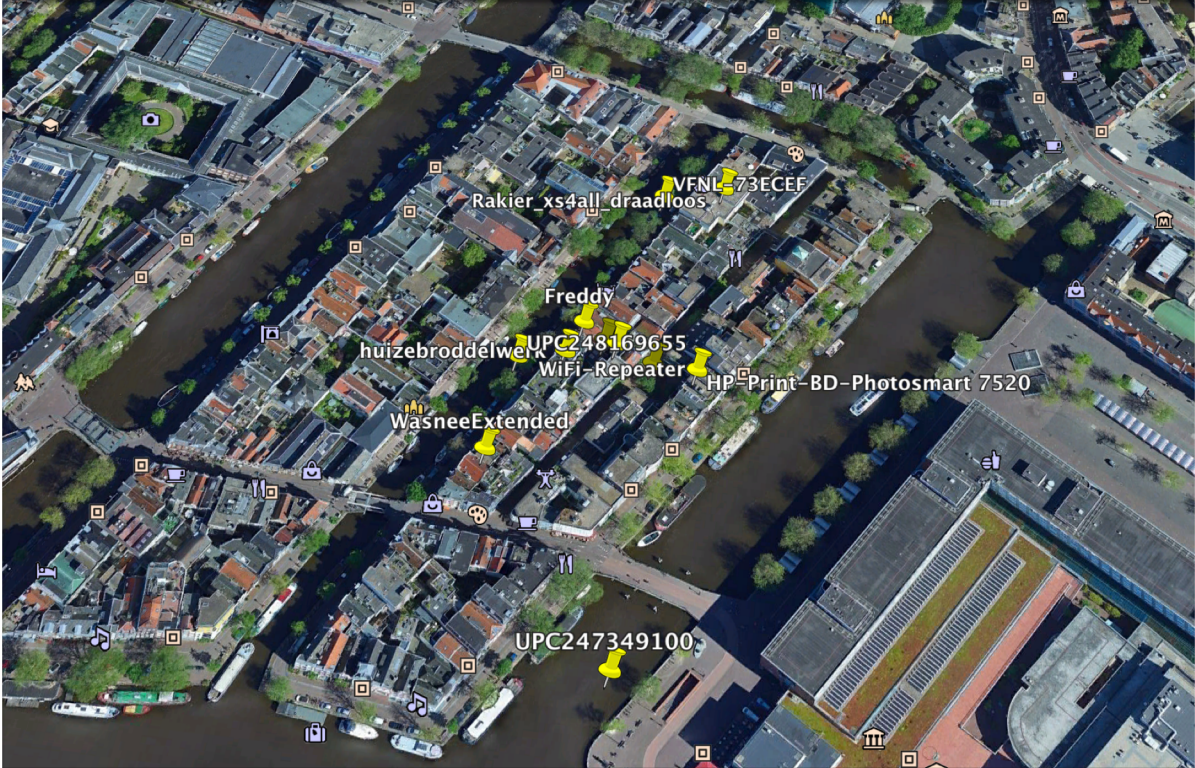 VFNL-73ECEF
Rakier_xs4all_draadloos
Freddy
UPC248169655
huizebroddelwerk
WiFi-Repeater
HP-Print-BD-Photosmart 7520
WasneeExtended
UPC247349100